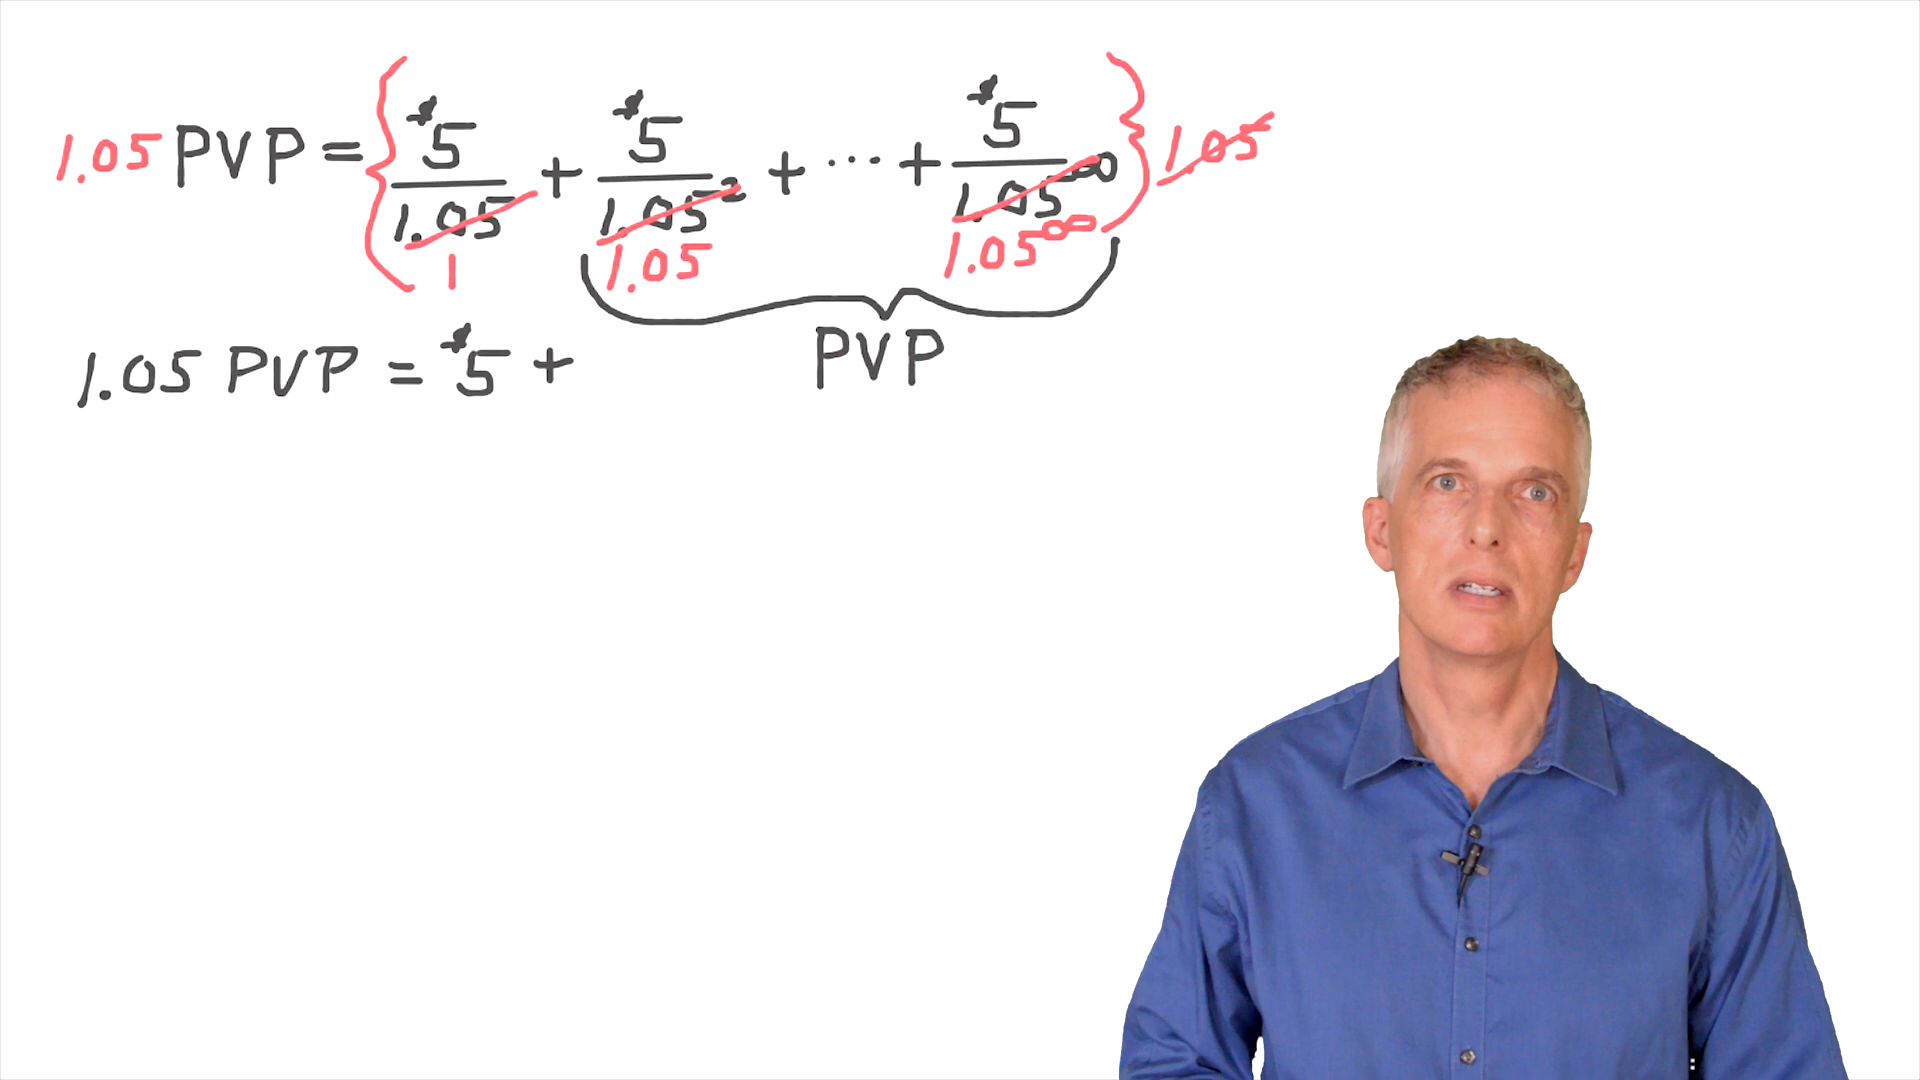 1.05 PVP = { $5/1.05 + $5/1.05² + ... + $5/1.05^∞ } 1.05
1 1.05 1.05^∞
1.05 PVP = $5 + PVP